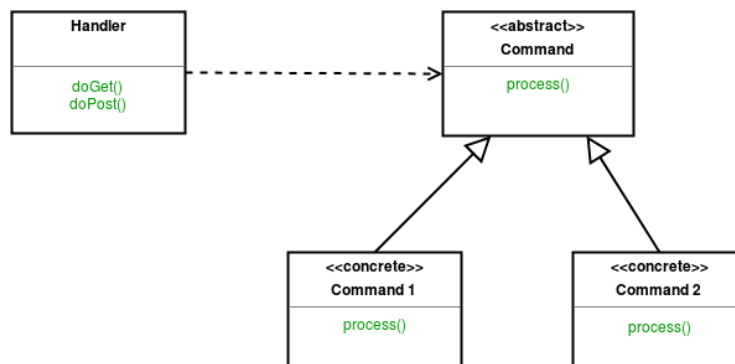 Handler
doGet()
doPost()
<<abstract>>
Command
process()
<<concrete>>
Command 1
process()
<<concrete>>
Command 2
process()